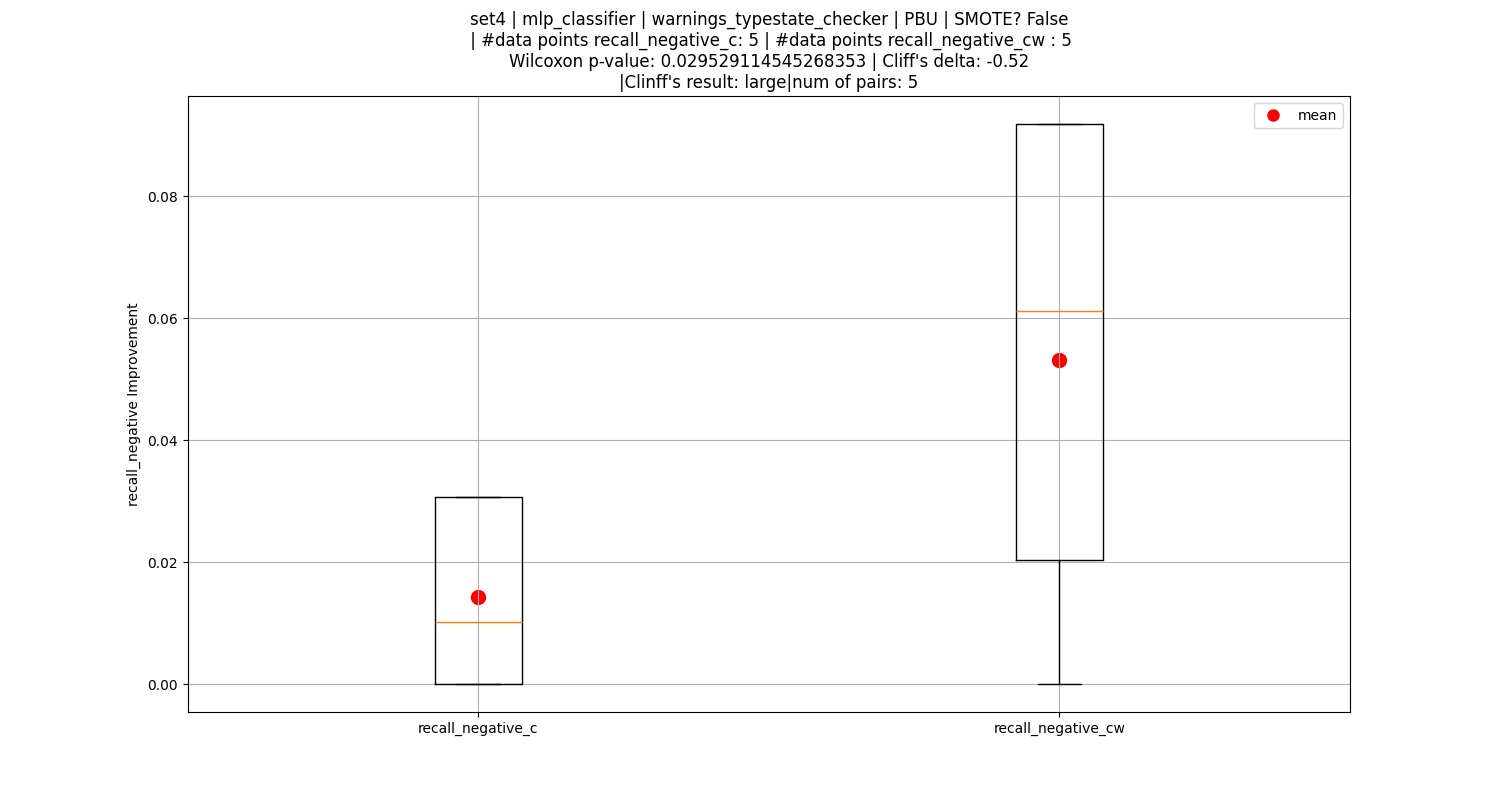 set4 | mlp_classifier | warnings_typestate_checker | PBU | SMOTE? False
| #data points recall_negative_c: 5 | #data points recall_negative_cw : 5
Wilcoxon p-value: 0.029529114545268353 | Cliff's delta: -0.52
|Clinff's result: large|num of pairs: 5
mean
0.08
0.06
0.04
0.02
0.00
recall_negative Improvement
recall_negative_c
recall_negative_cw